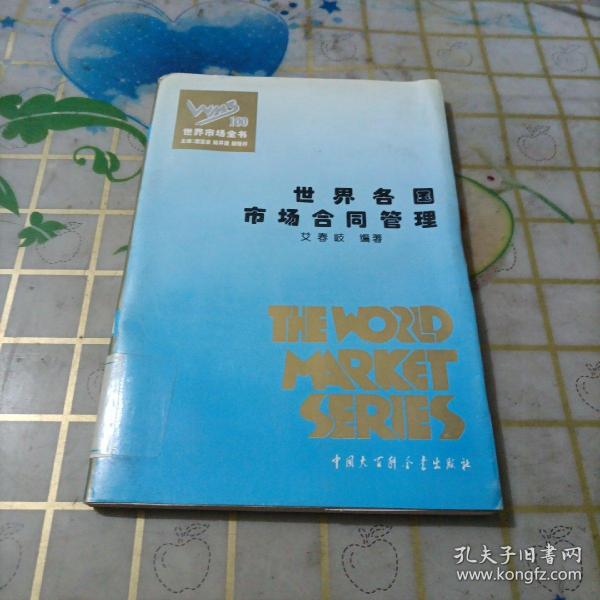 WMS
100
世界市场全书
世界各国
市场合同管理
艾春岐 编著
THE WORLD
MARKET
SERIES
中国大百科全书出版社
孔夫子旧书网
www.kongfz.com